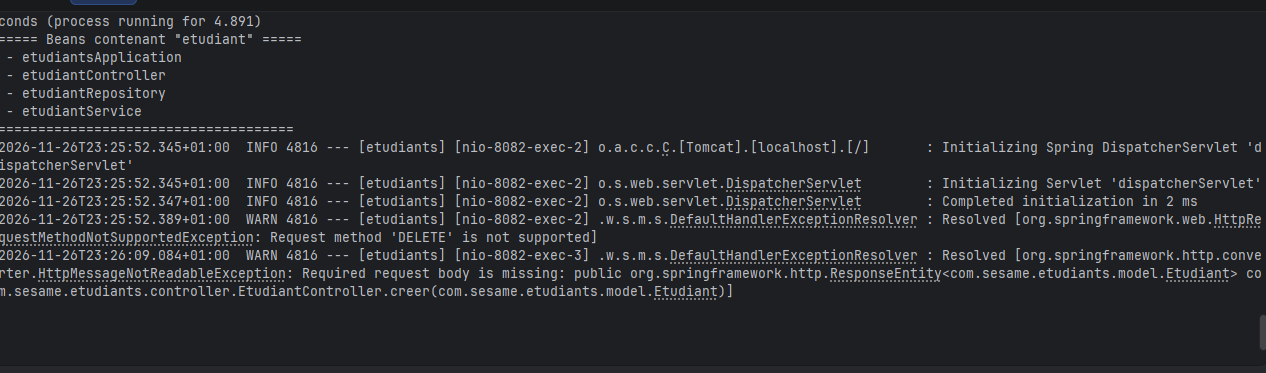 conds (process running for 4.891)
===== Beans contenant "etudiant" =====
- etudiantsApplication
- etudiantController
- etudiantRepository
- etudiantService
=====================================
2026-11-26T23:25:52.345+01:00  INFO 4816 --- [etudiants] [nio-8082-exec-2] o.a.c.c.C.[Tomcat].[localhost].[/]       : Initializing Spring DispatcherServlet 'd
ispatcherServlet'
2026-11-26T23:25:52.345+01:00  INFO 4816 --- [etudiants] [nio-8082-exec-2] o.s.web.servlet.DispatcherServlet        : Initializing Servlet 'dispatcherServlet'
2026-11-26T23:25:52.347+01:00  INFO 4816 --- [etudiants] [nio-8082-exec-2] o.s.web.servlet.DispatcherServlet        : Completed initialization in 2 ms
2026-11-26T23:25:52.389+01:00  WARN 4816 --- [etudiants] [nio-8082-exec-2] .w.s.m.s.DefaultHandlerExceptionResolver : Resolved [org.springframework.web.HttpRe
questMethodNotSupportedException: Request method 'DELETE' is not supported]
2026-11-26T23:26:09.084+01:00  WARN 4816 --- [etudiants] [nio-8082-exec-3] .w.s.m.s.DefaultHandlerExceptionResolver : Resolved [org.springframework.http.conve
rter.HttpMessageNotReadableException: Required request body is missing: public org.springframework.http.ResponseEntity<com.sesame.etudiants.model.Etudiant> co
m.sesame.etudiants.controller.EtudiantController.creer(com.sesame.etudiants.model.Etudiant)]